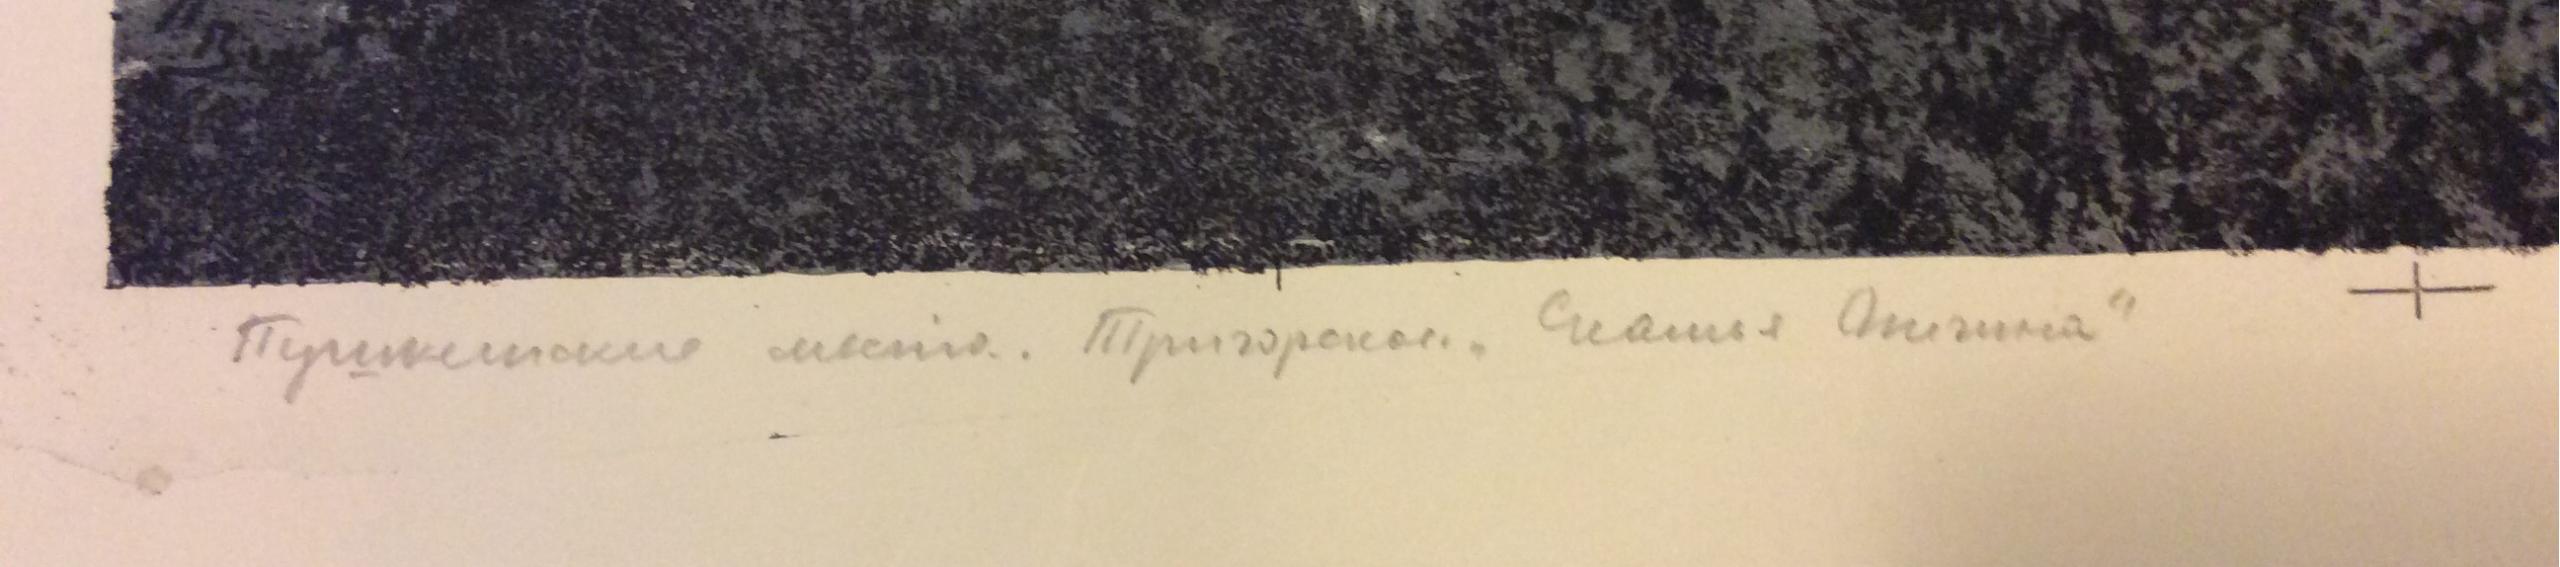 Пушкинские места. Тригорское. „Скамья Онегина“